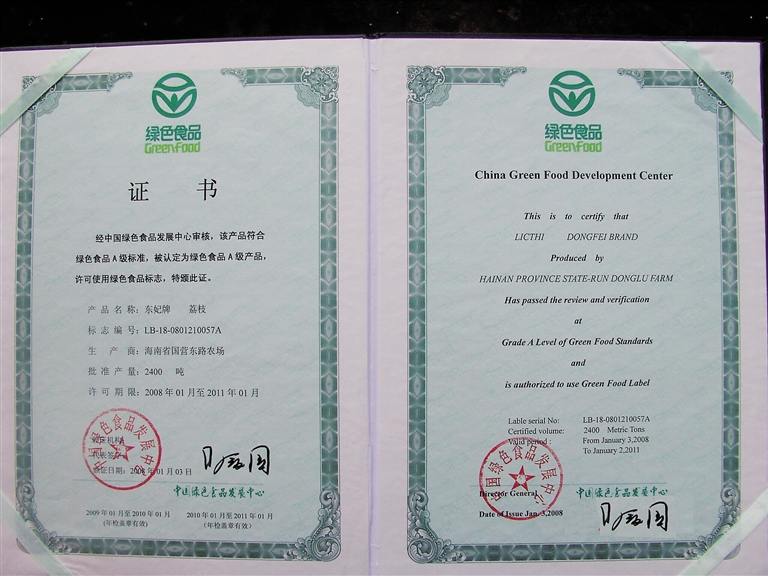 绿色食品
GreenFood
证 书
经中国绿色食品发展中心审核，该产品符合
绿色食品A级标准，被认定为绿色食品A级产品，
许可使用绿色食品标志，特颁此证。
产品名称：东妃牌 荔枝
标志编号：LB-18-0801210057A
生 产 商：海南省国营东路农场
批准产量：2400 吨
许可期限：2008年01月至2011年01月
中国绿色食品发展中心
2009年01月至2010年01月
(年检盖章有效)
2010年01月至2011年01月
(年检盖章有效)
绿色食品
GreenFood
China Green Food Development Center
This is to certify that
LICTHI DONGFEI BRAND
Produced by
HAINAN PROVINCE STATE-RUN DONGLU FARM
Has passed the review and verification
at
Grade A Level of Green Food Standards
and
is authorized to use Green Food Label
Lable serial No: LB-18-0801210057A
Certified volume: 2400 Metric Tons
Valid period : From January 3,2008
To January 2,2011
中国绿色食品发展中心
Director General
Date of Issue Jan. 3,2008
中国绿色食品发展中心